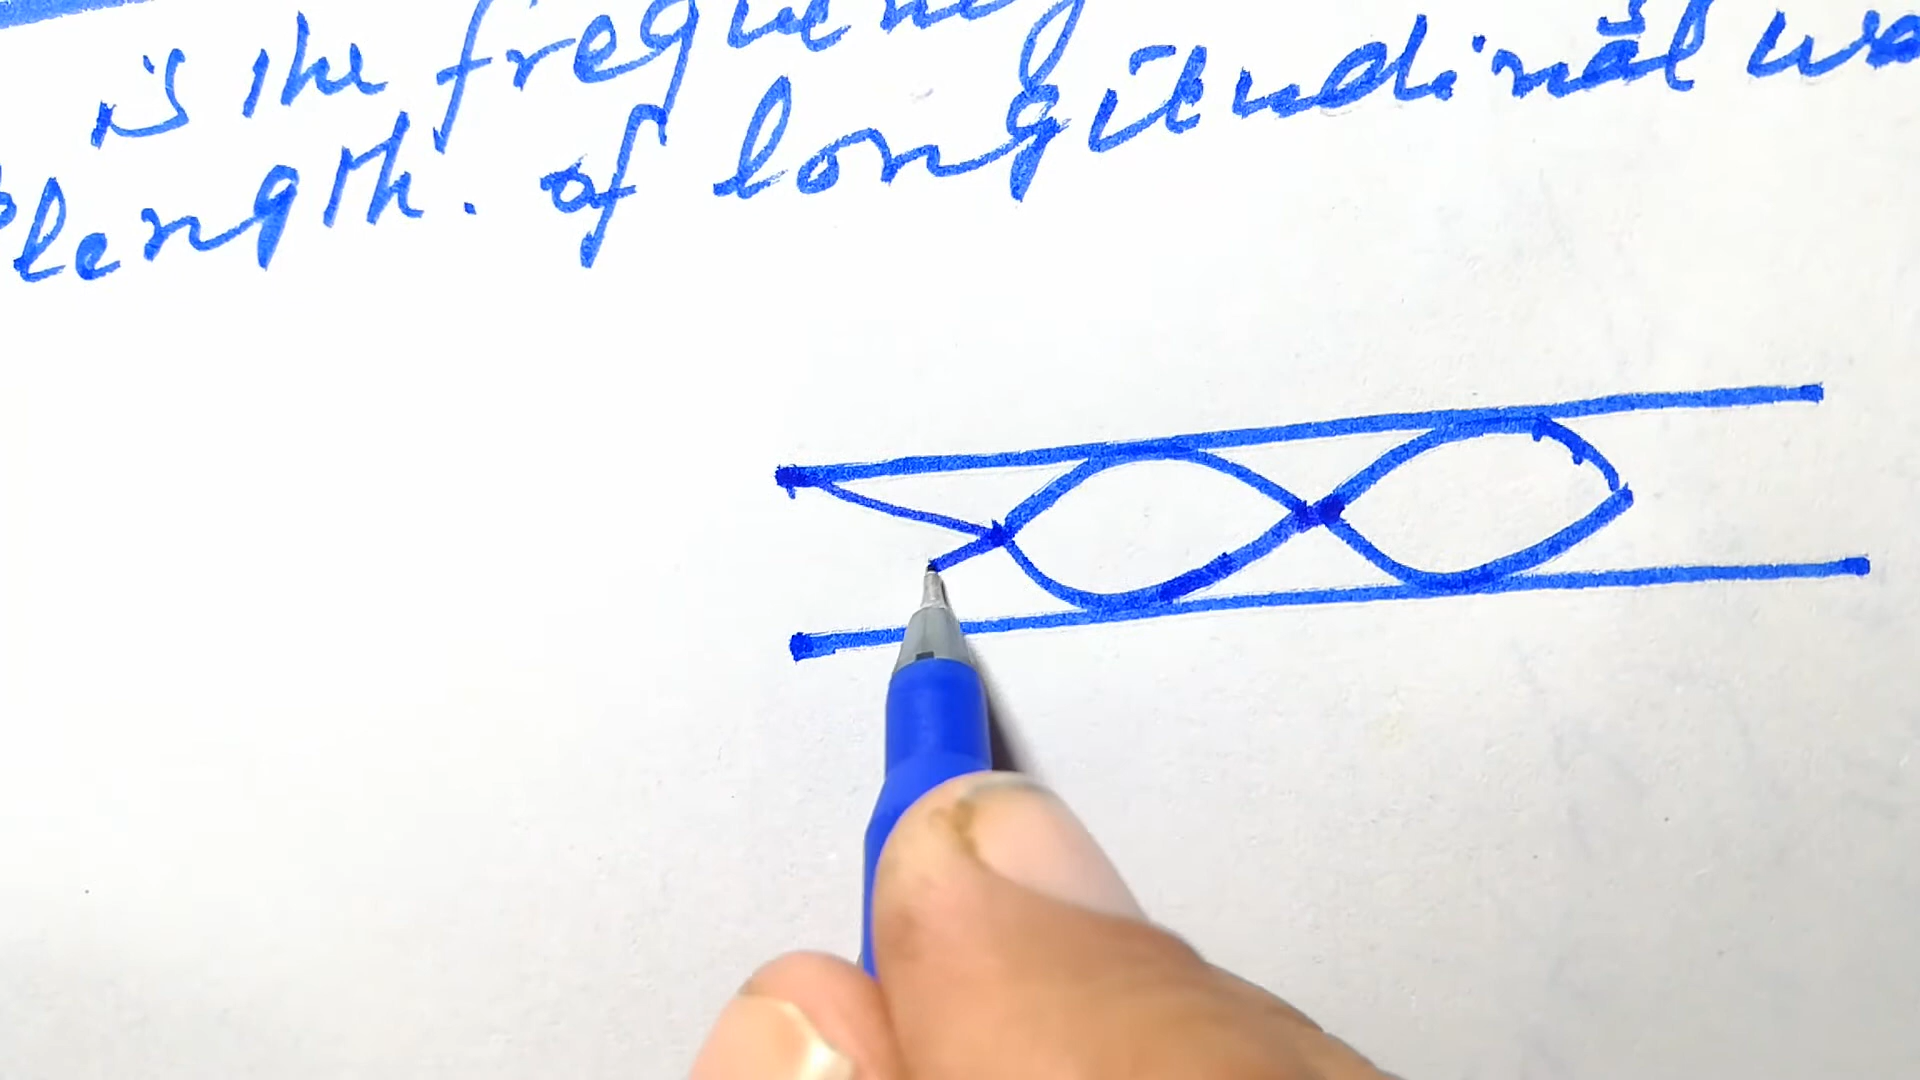 is the frequency
length. of longitudinal